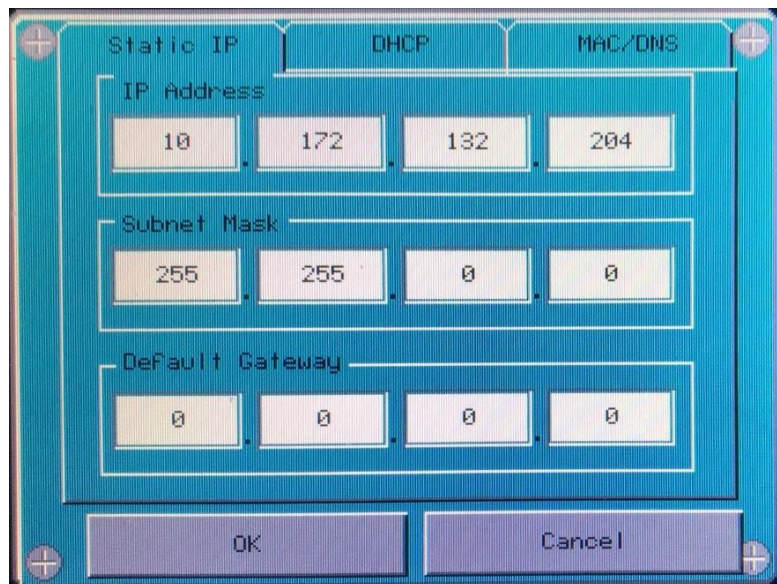 Static IP DHCP MAC/DNS
IP Address
10 . 172 . 132 . 204
Subnet Mask
255 . 255 . 0 . 0
Default Gateway
0 . 0 . 0 . 0
OK Cancel